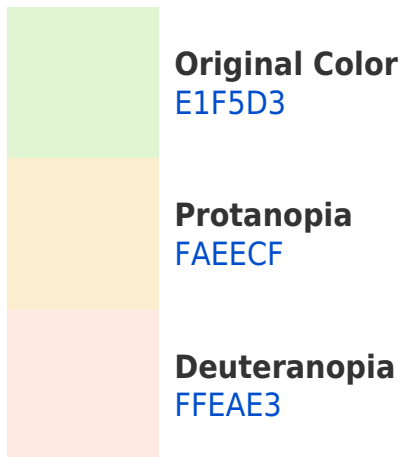 Original Color
E1F5D3
Protanopia
FAEECF
Deuteranopia
FFEAE3